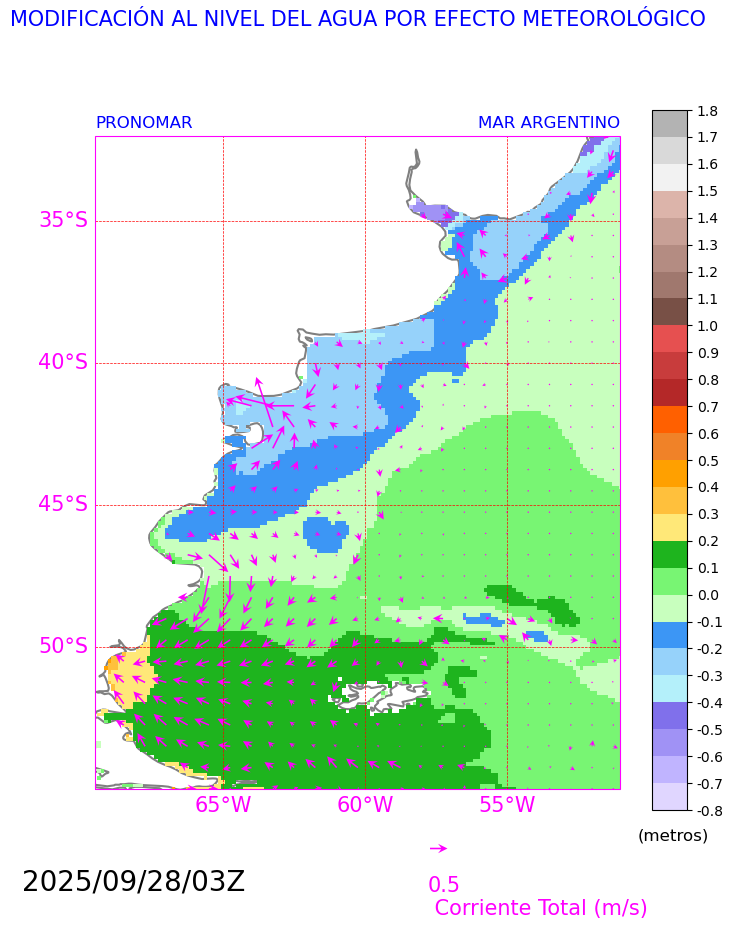 MODIFICACIÓN AL NIVEL DEL AGUA POR EFECTO METEOROLÓGICO
PRONOMAR
MAR ARGENTINO
35°S
40°S
45°S
50°S
65°W
60°W
55°W
1.8
1.7
1.6
1.5
1.4
1.3
1.2
1.1
1.0
0.9
0.8
0.7
0.6
0.5
0.4
0.3
0.2
0.1
0.0
-0.1
-0.2
-0.3
-0.4
-0.5
-0.6
-0.7
-0.8
(metros)
2025/09/28/03Z
0.5
Corriente Total (m/s)